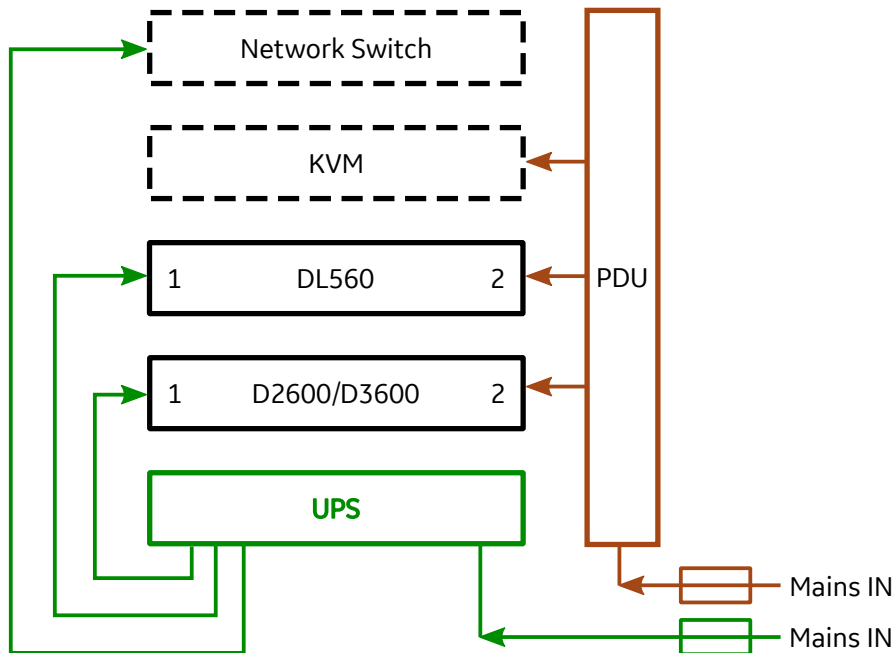 Network Switch
KVM
1 DL560 2
PDU
1 D2600/D3600 2
UPS
Mains IN
Mains IN